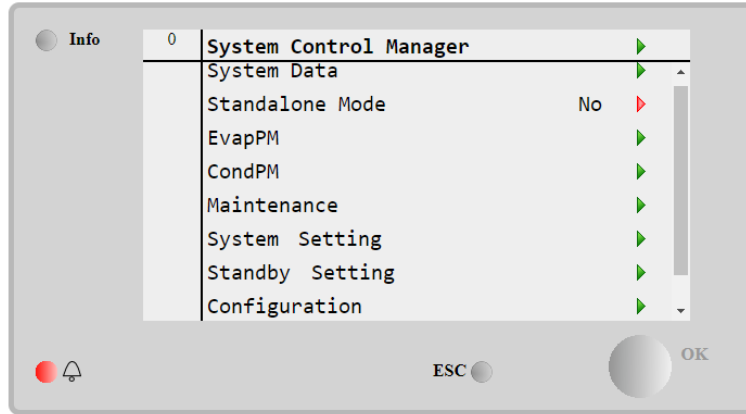 Info
0 System Control Manager
System Data
Standalone Mode No
EvapPM
CondPM
Maintenance
System Setting
Standby Setting
Configuration
ESC
OK